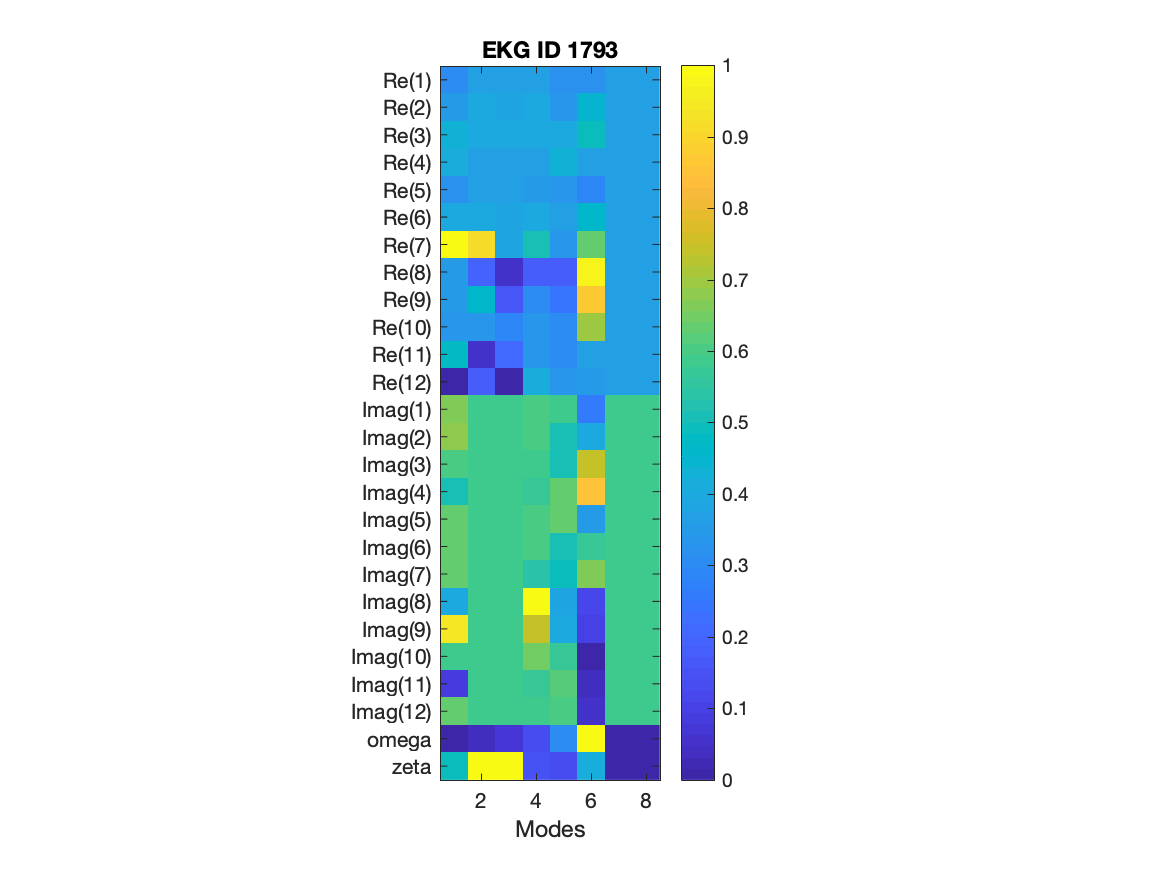 EKG ID 1793
Re(1)
Re(2)
Re(3)
Re(4)
Re(5)
Re(6)
Re(7)
Re(8)
Re(9)
Re(10)
Re(11)
Re(12)
Imag(1)
Imag(2)
Imag(3)
Imag(4)
Imag(5)
Imag(6)
Imag(7)
Imag(8)
Imag(9)
Imag(10)
Imag(11)
Imag(12)
omega
zeta
2 4 6 8
Modes
1
0.9
0.8
0.7
0.6
0.5
0.4
0.3
0.2
0.1
0